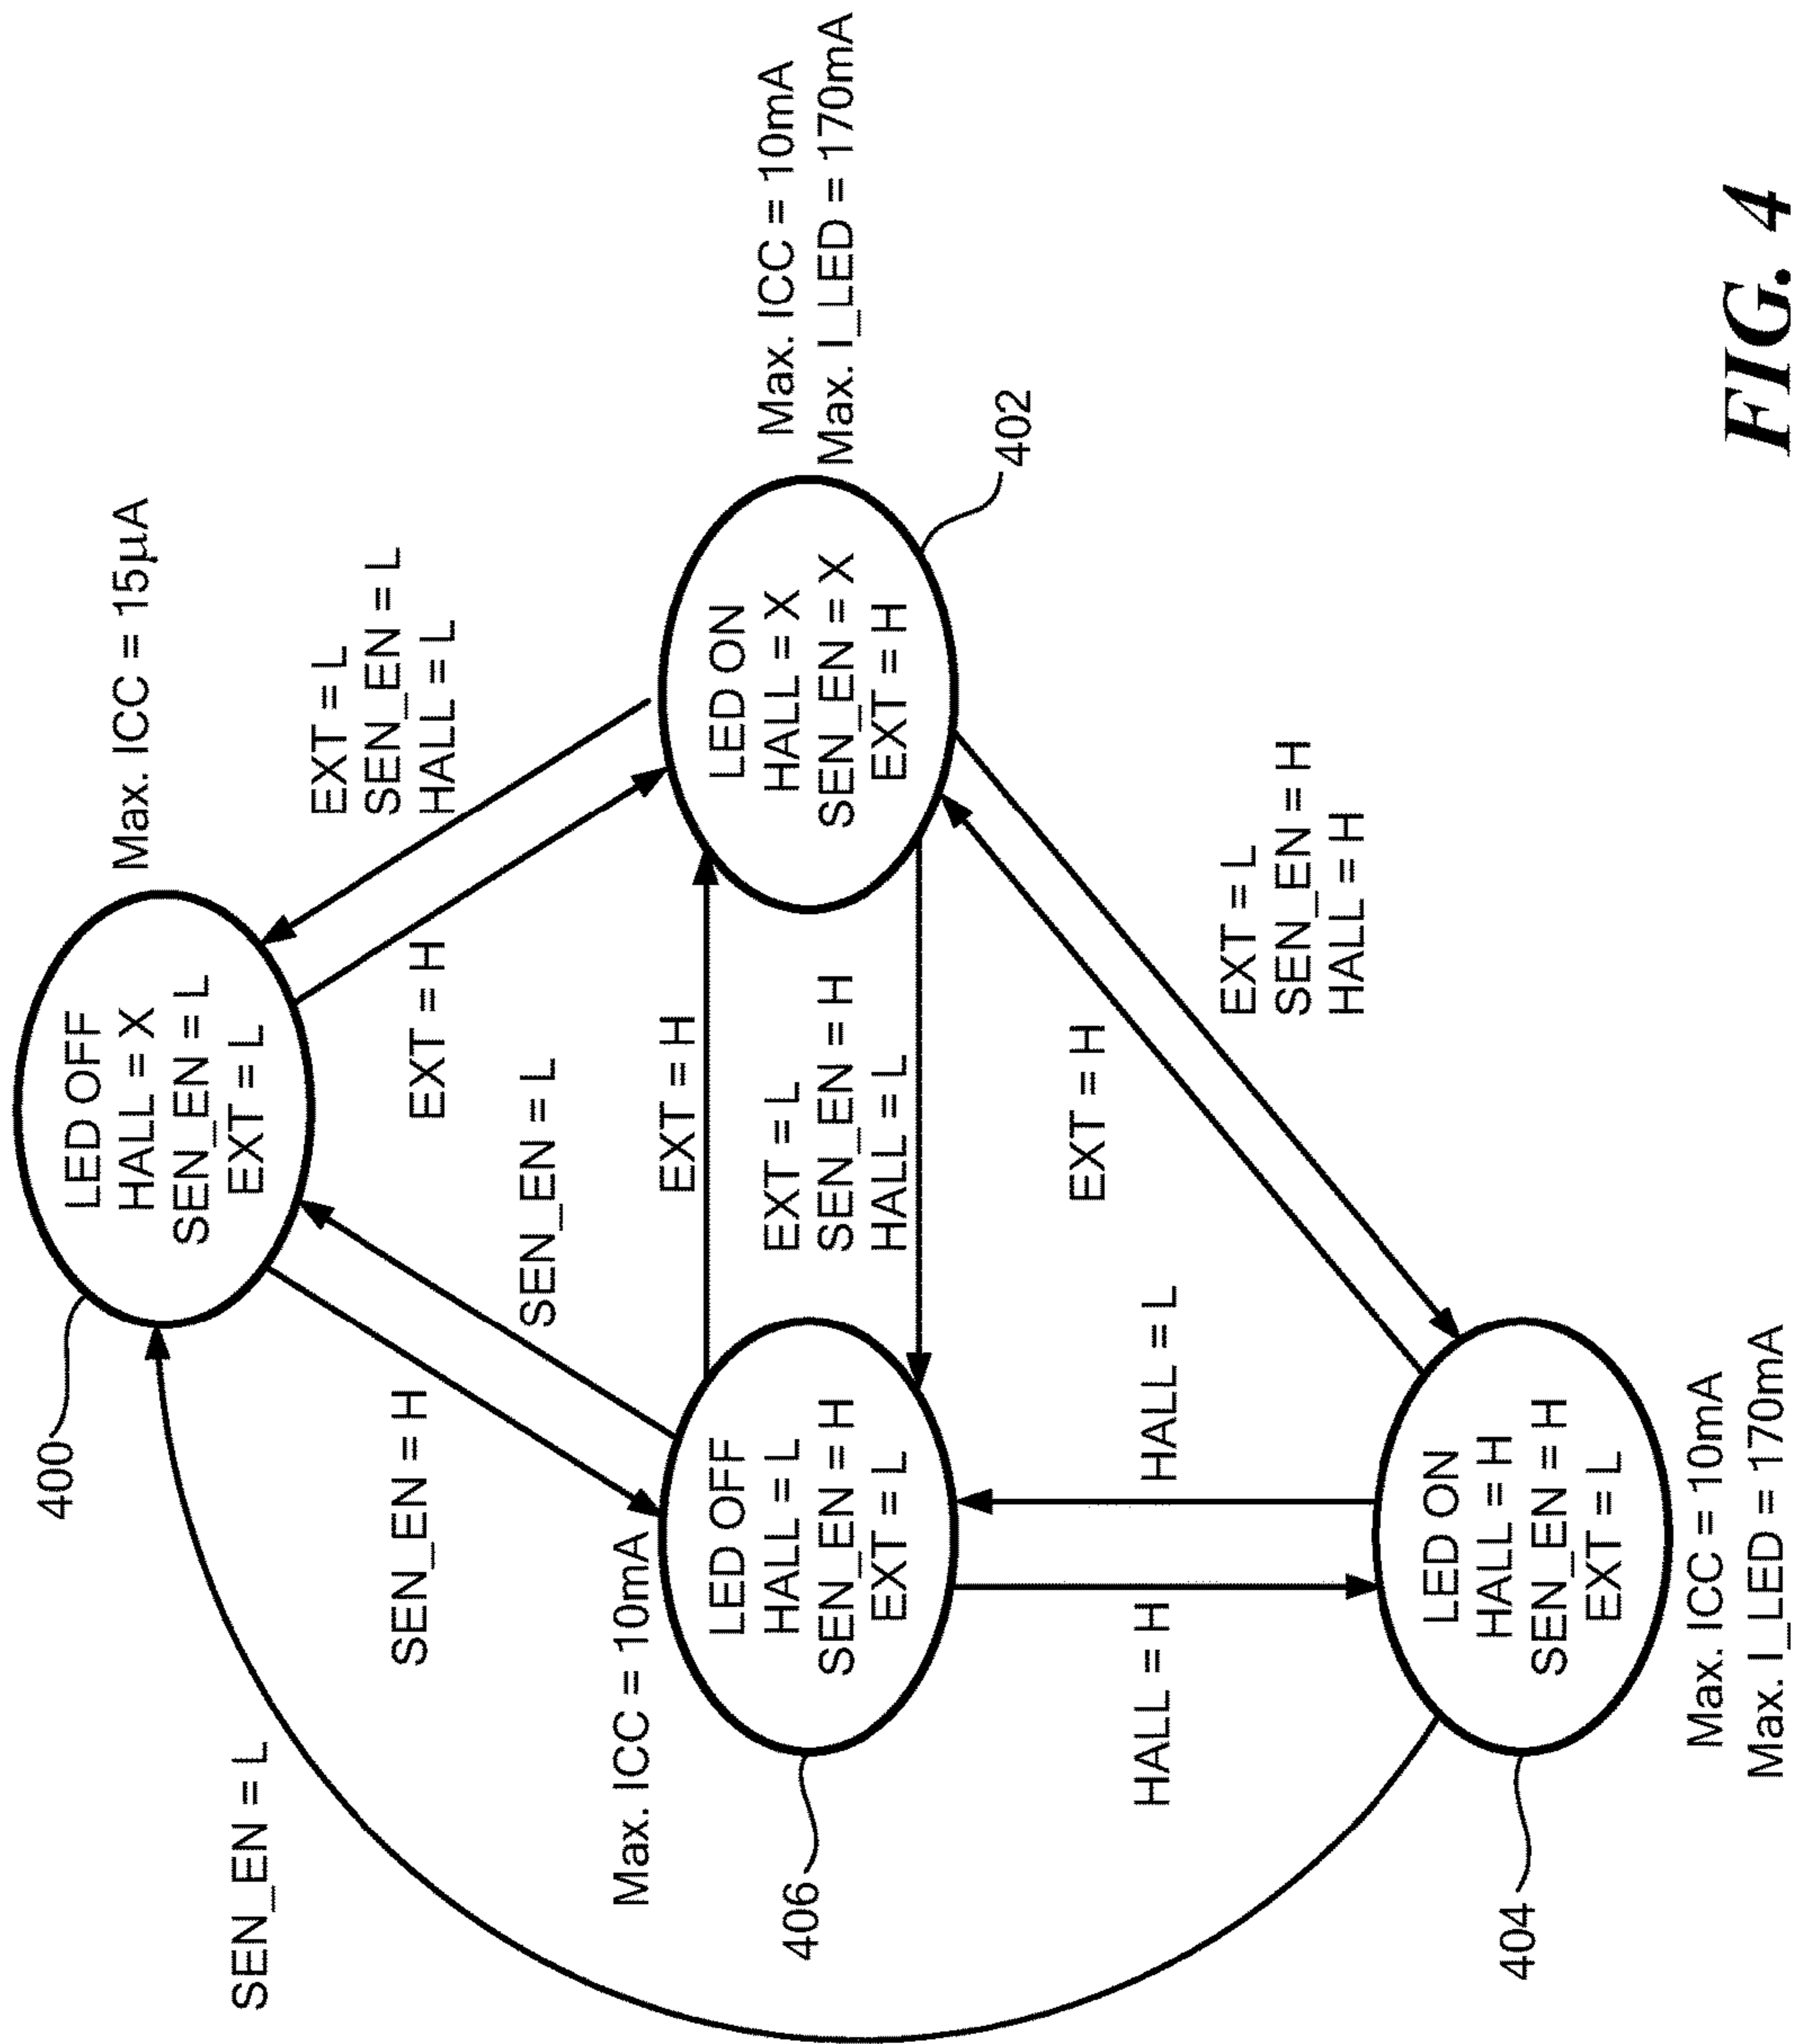 400
LED OFF
HALL = X
SEN_EN = L
EXT = L
Max. ICC = 15µA
SEN_EN = L
SEN_EN = H
SEN_EN = L
EXT = H
EXT = L
SEN_EN = L
HALL = L
Max. ICC = 10mA
406
LED OFF
HALL = L
SEN_EN = H
EXT = L
EXT = H
EXT = L
SEN_EN = H
HALL = L
LED ON
HALL = X
SEN_EN = X
EXT = H
402
Max. ICC = 10mA
Max. I_LED = 170mA
HALL = H
HALL = L
EXT = H
EXT = L
SEN_EN = H
HALL = H
404
LED ON
HALL = H
SEN_EN = H
EXT = L
Max. ICC = 10mA
Max. I_LED = 170mA
FIG. 4